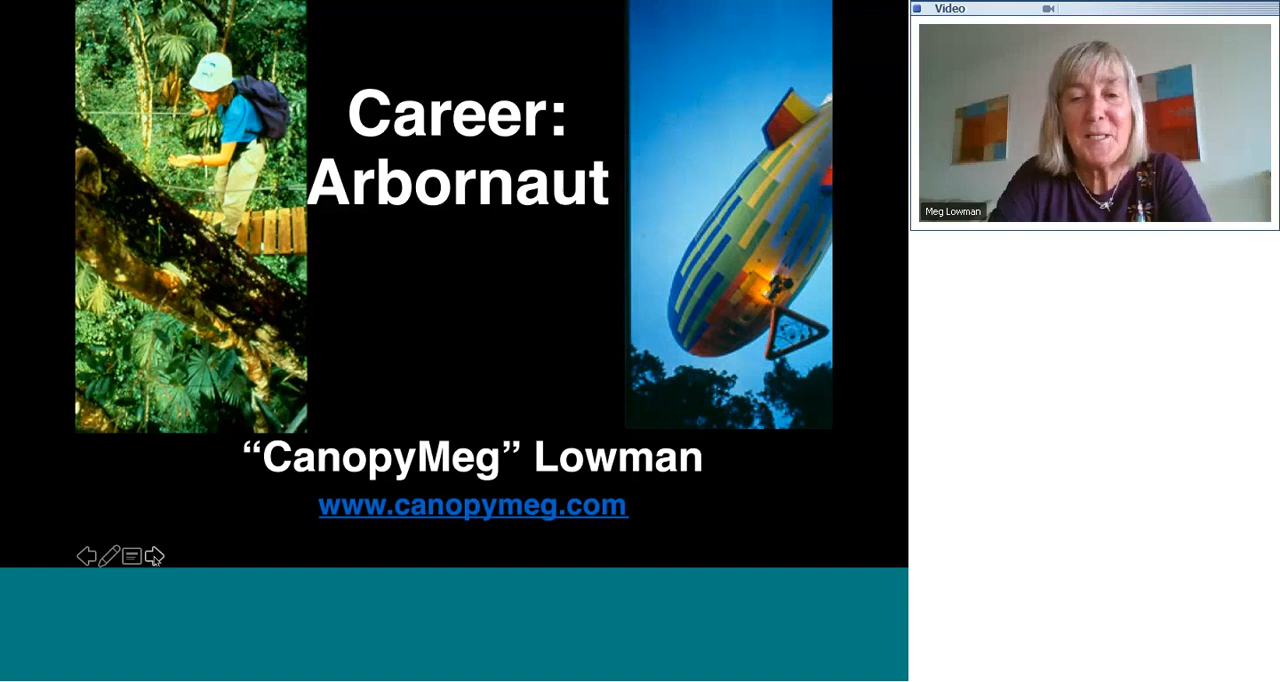 Career:
Arbornaut
“CanopyMeg” Lowman
www.canopymeg.com
Video
Meg Lowman